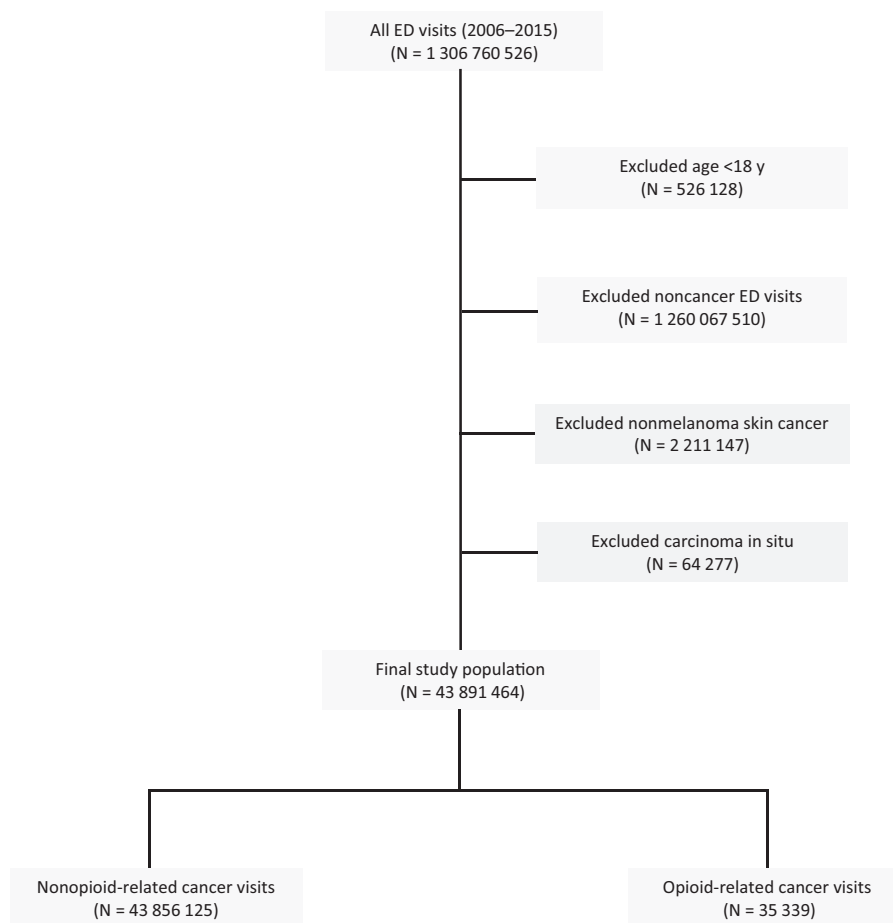 All ED visits (2006–2015)
(N = 1 306 760 526)
Excluded age <18 y
(N = 526 128)
Excluded noncancer ED visits
(N = 1 260 067 510)
Excluded nonmelanoma skin cancer
(N = 2 211 147)
Excluded carcinoma in situ
(N = 64 277)
Final study population
(N = 43 891 464)
Nonopioid-related cancer visits
(N = 43 856 125)
Opioid-related cancer visits
(N = 35 339)